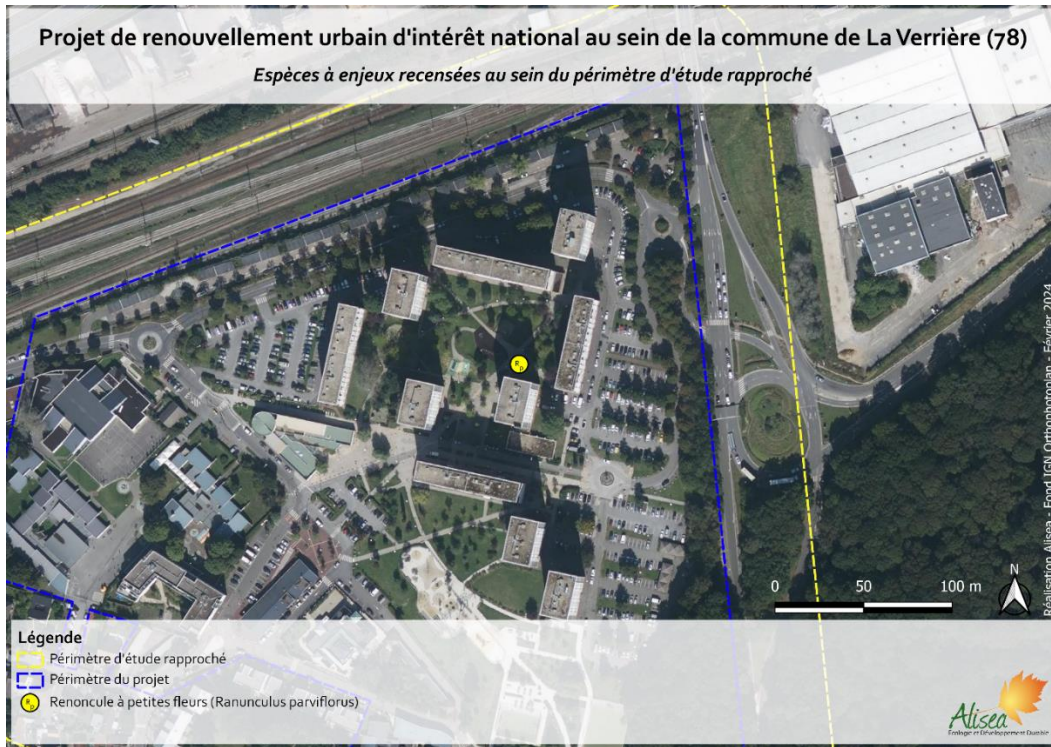 Projet de renouvellement urbain d'intérêt national au sein de la commune de La Verrière (78)
Espèces à enjeux recensées au sein du périmètre d'étude rapproché
Rp
0 50 100 m
N
Réalisation Alisea - Fond IGN Orthophotoplan - Février 2024
Légende
Périmètre d'étude rapproché
Périmètre du projet
Rp Renoncule à petites fleurs (Ranunculus parviflorus)
Alisea
Ecologie et Développement Durable